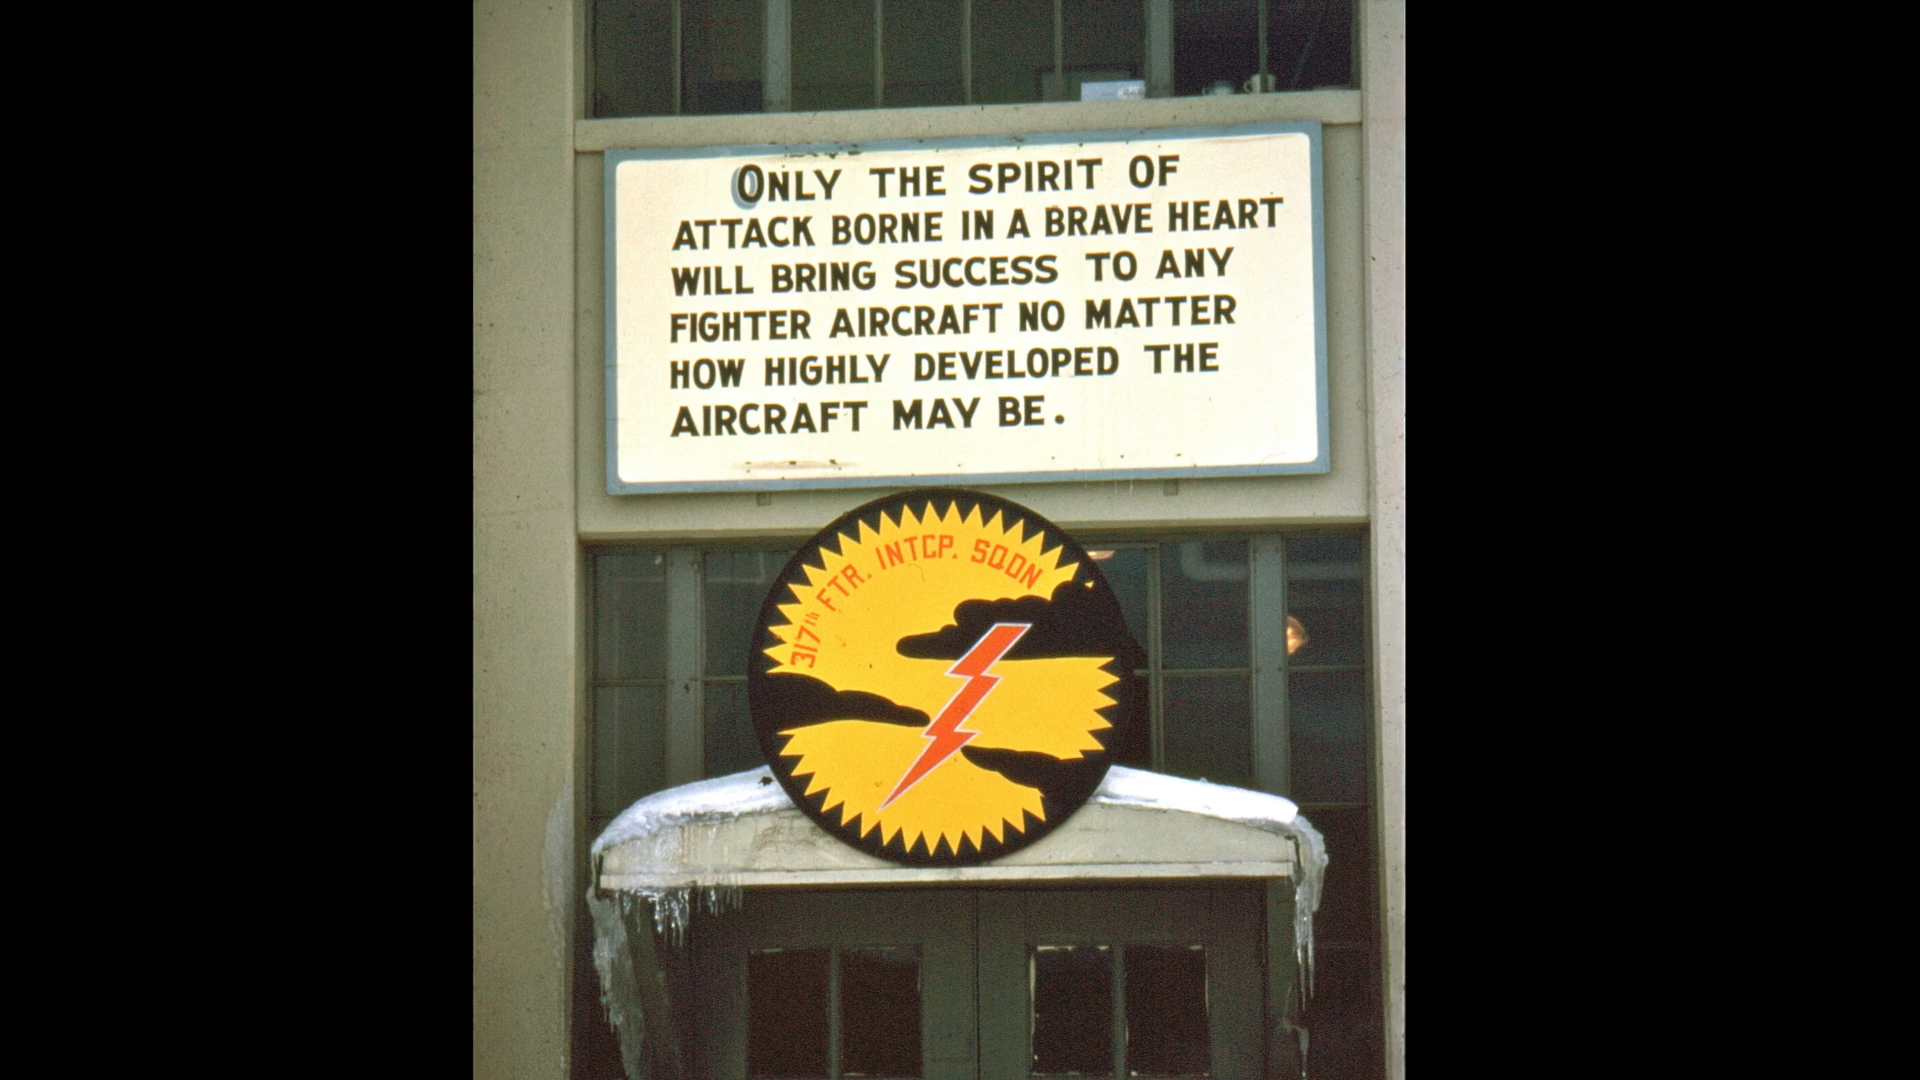 ONLY THE SPIRIT OF
ATTACK BORNE IN A BRAVE HEART
WILL BRING SUCCESS TO ANY
FIGHTER AIRCRAFT NO MATTER
HOW HIGHLY DEVELOPED THE
AIRCRAFT MAY BE.
317th FTR. INTCP. SQDN